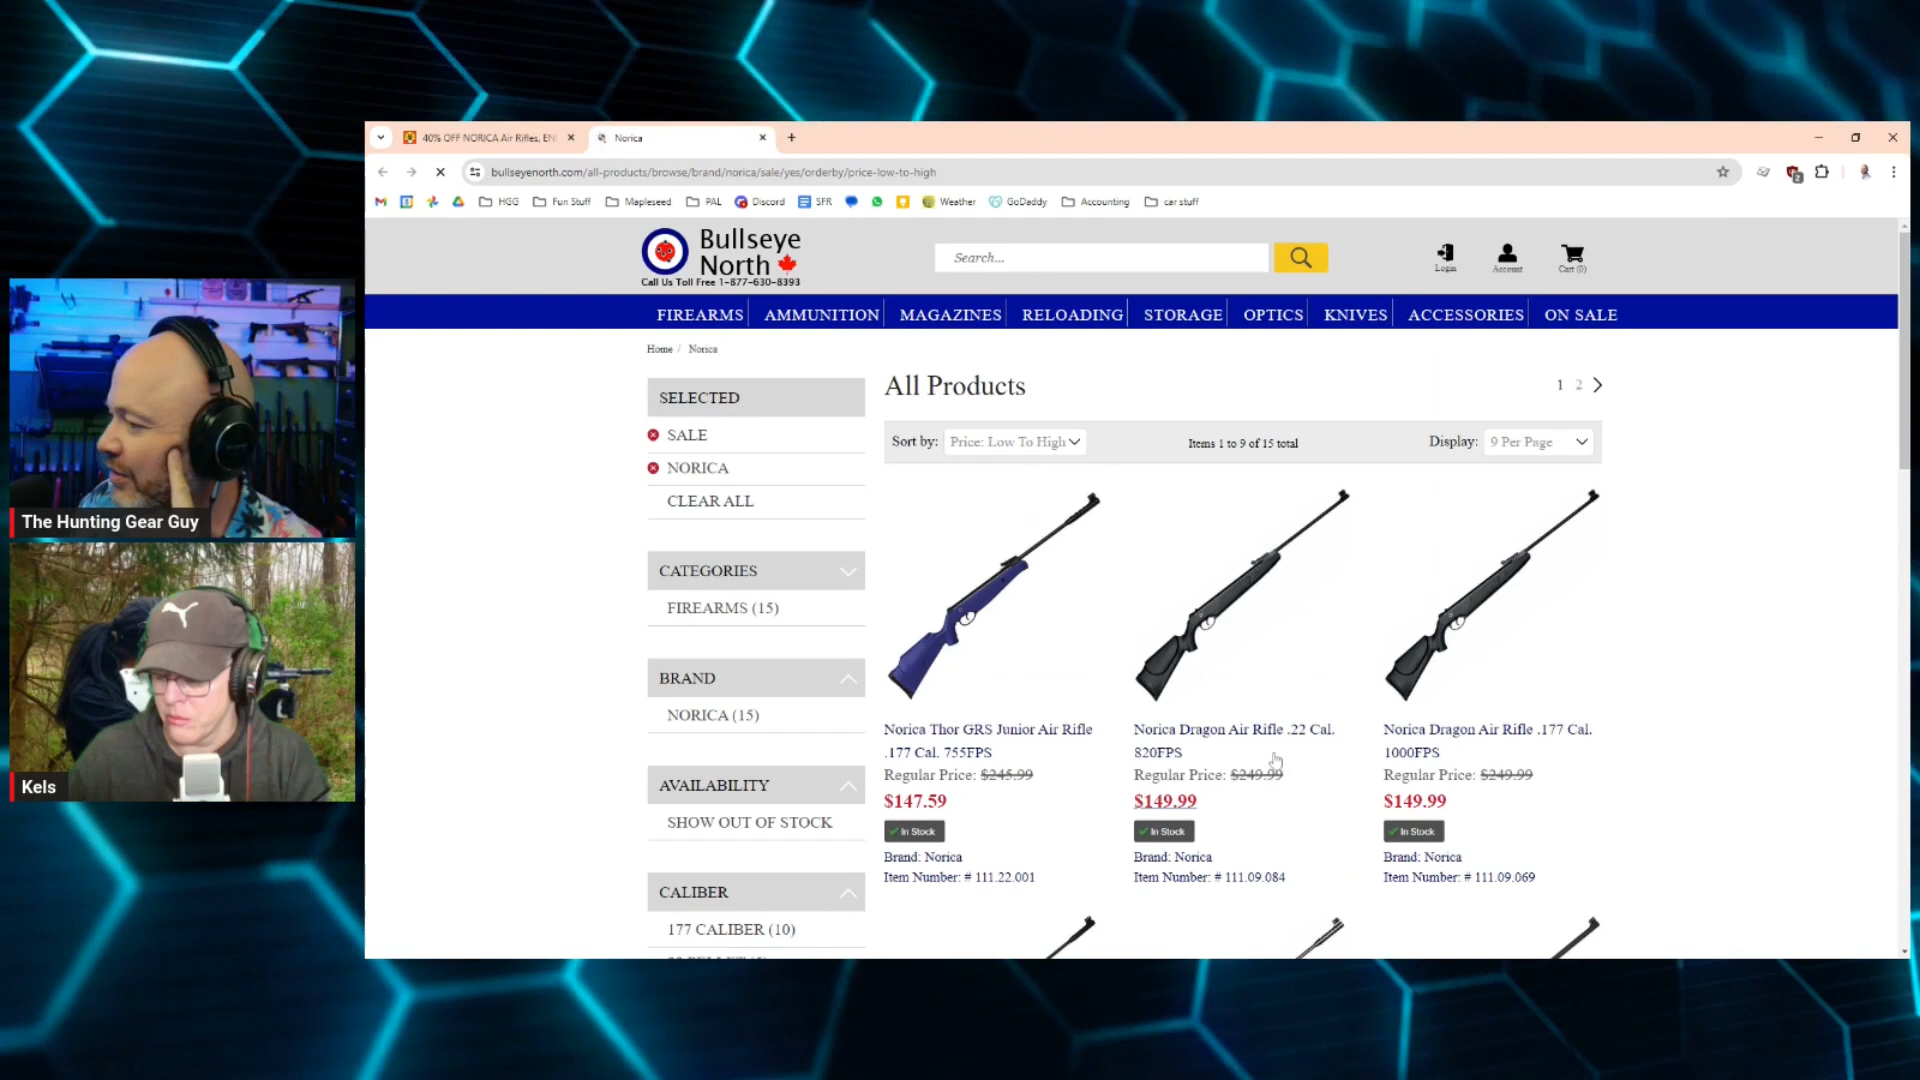 40% OFF NORICA Air Rifles, EN
Norica
bullseyenorth.com/all-products/browse/brand/norica/sale/yes/orderby/price-low-to-high
HGG
Fun Stuff
Mapleseed
PAL
Discord
SFR
Weather
GoDaddy
Accounting
car stuff
Bullseye
North
Call Us Toll Free 1-877-630-8393
Search...
Login
Account
Cart (0)
FIREARMS
AMMUNITION
MAGAZINES
RELOADING
STORAGE
OPTICS
KNIVES
ACCESSORIES
ON SALE
Home / Norica
SELECTED
SALE
NORICA
CLEAR ALL
CATEGORIES
FIREARMS (15)
BRAND
NORICA (15)
AVAILABILITY
SHOW OUT OF STOCK
CALIBER
177 CALIBER (10)
All Products
1 2
Sort by: Price: Low To High
Items 1 to 9 of 15 total
Display: 9 Per Page
Norica Thor GRS Junior Air Rifle
.177 Cal. 755FPS
Regular Price: $245.99
$147.59
In Stock
Brand: Norica
Item Number: # 111.22.001
Norica Dragon Air Rifle .22 Cal.
820FPS
Regular Price: $249.99
$149.99
In Stock
Brand: Norica
Item Number: # 111.09.084
Norica Dragon Air Rifle .177 Cal.
1000FPS
Regular Price: $249.99
$149.99
In Stock
Brand: Norica
Item Number: # 111.09.069
The Hunting Gear Guy
Kels